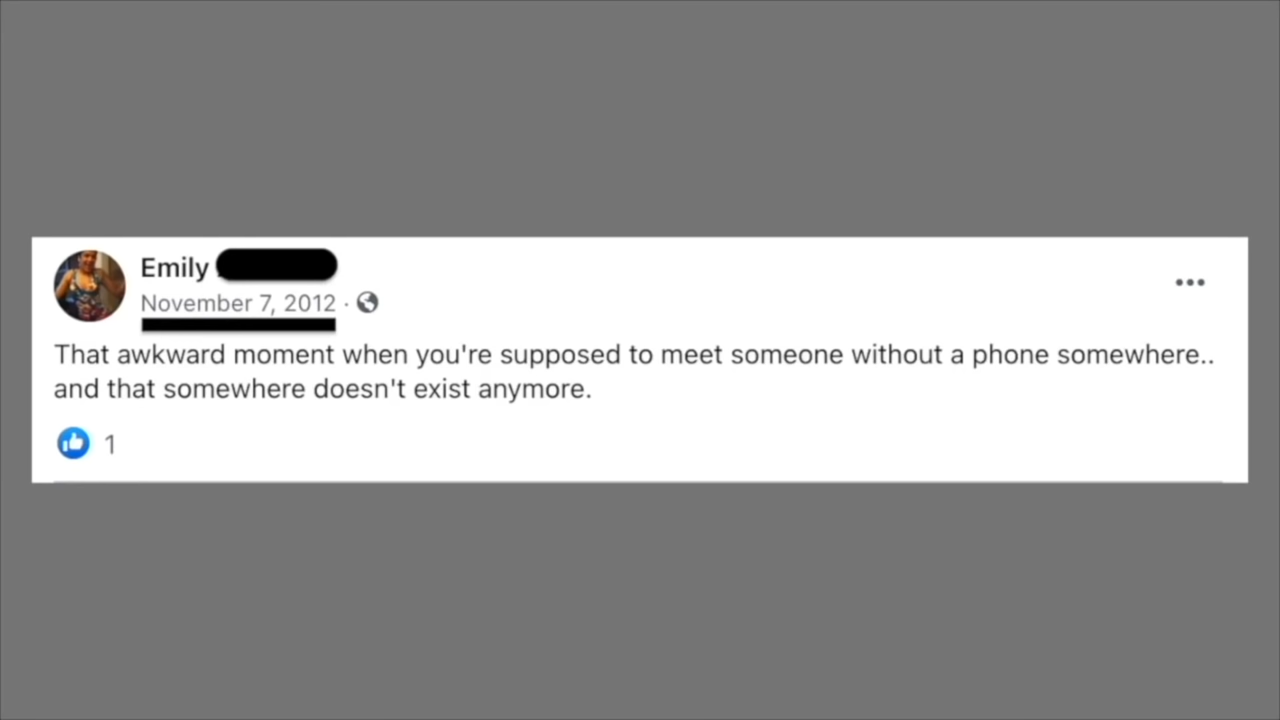 Emily
November 7, 2012 ·
That awkward moment when you're supposed to meet someone without a phone somewhere..
and that somewhere doesn't exist anymore.
1